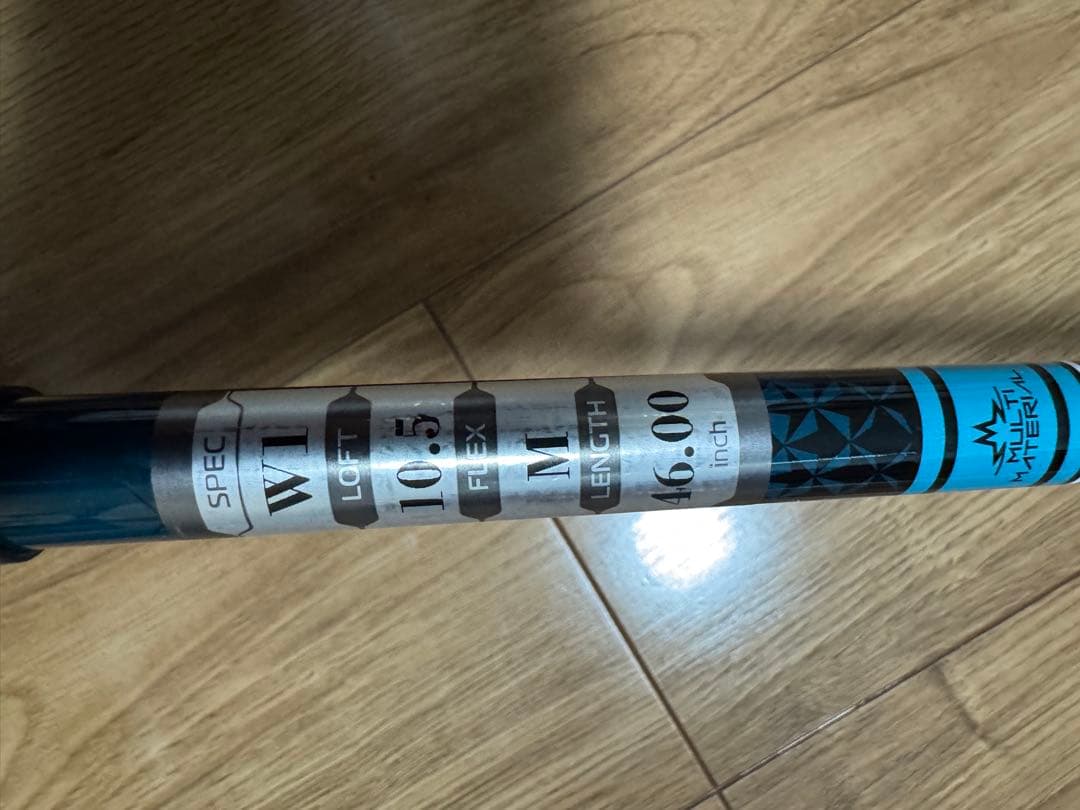 SPEC
W1
LOFT
10.5
FLEX
M
LENGTH
46.00
inch
MULTI
MATERIAL